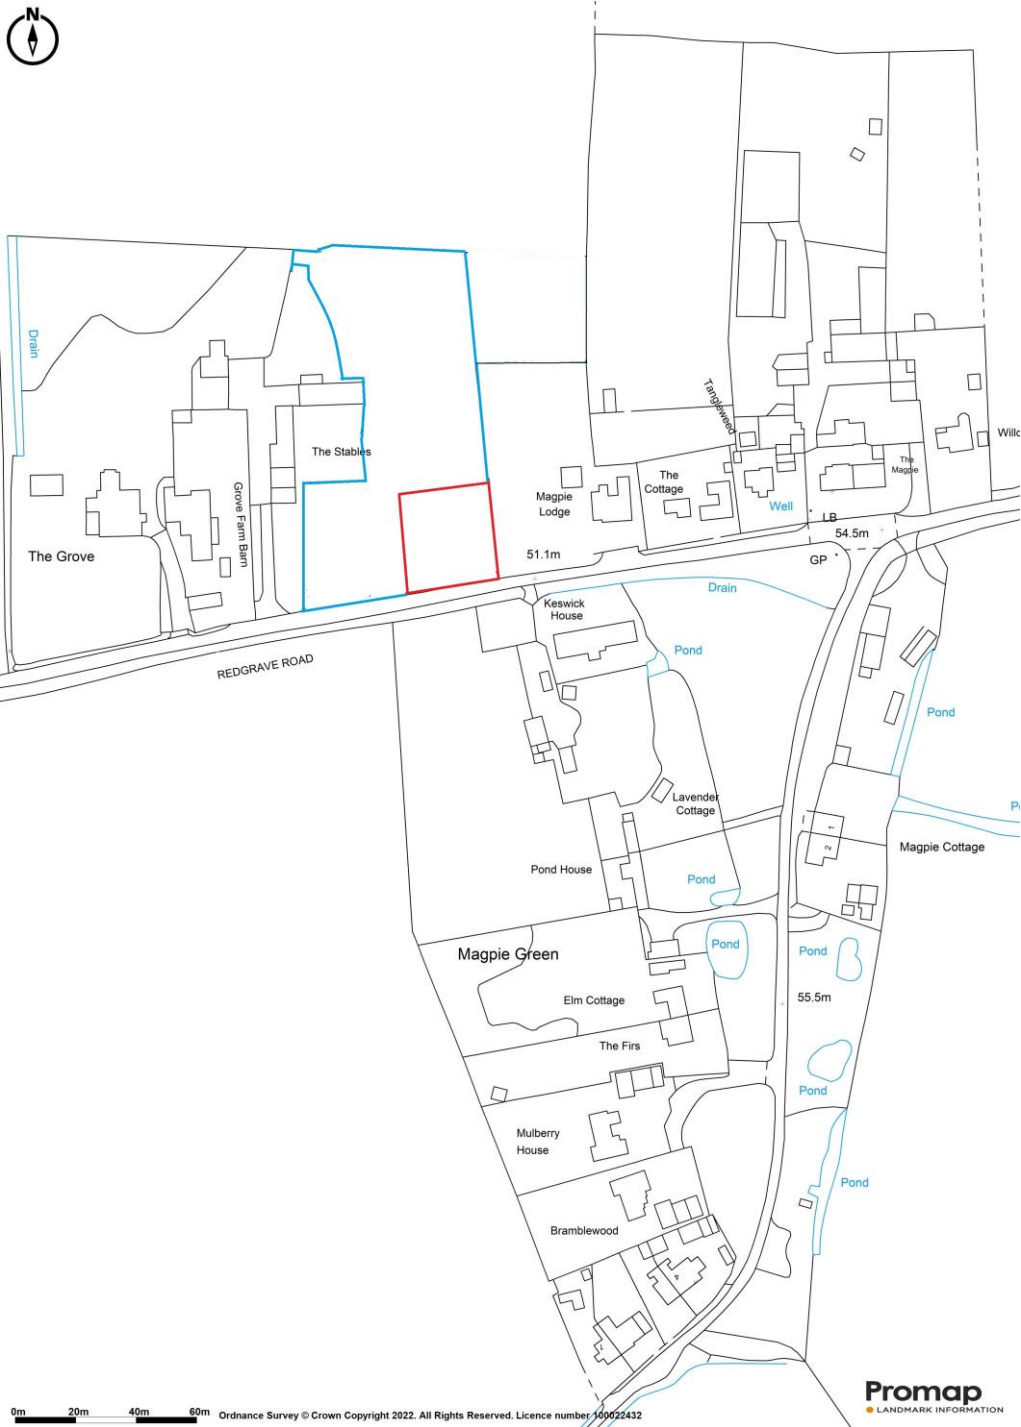 N
Drain
The Stables
The Grove
Grove Farm Barn
REDGRAVE ROAD
Magpie
Lodge
51.1m
Tangleweed
The
Cottage
Well
LB
54.5m
GP
The
Magpie
Keswick
House
Drain
Pond
Pond
Lavender
Cottage
1
2
Magpie Cottage
Pond House
Pond
Pond
Pond
Magpie Green
Elm Cottage
55.5m
The Firs
Pond
Mulberry
House
Pond
Bramblewood
0m 20m 40m 60m
Ordnance Survey © Crown Copyright 2022. All Rights Reserved. Licence number 100022432
Promap
LANDMARK INFORMATION